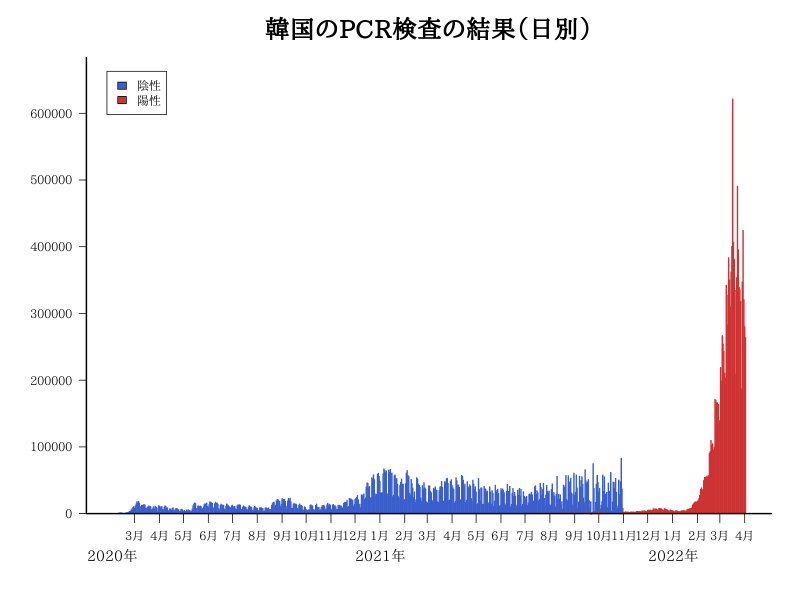 韓国のPCR検査の結果(日別)
陰性
陽性
600000
500000
400000
300000
200000
100000
0
3月 4月 5月 6月 7月 8月 9月 10月 11月 12月 1月 2月 3月 4月 5月 6月 7月 8月 9月 10月 11月 12月 1月 2月 3月 4月
2020年 2021年 2022年